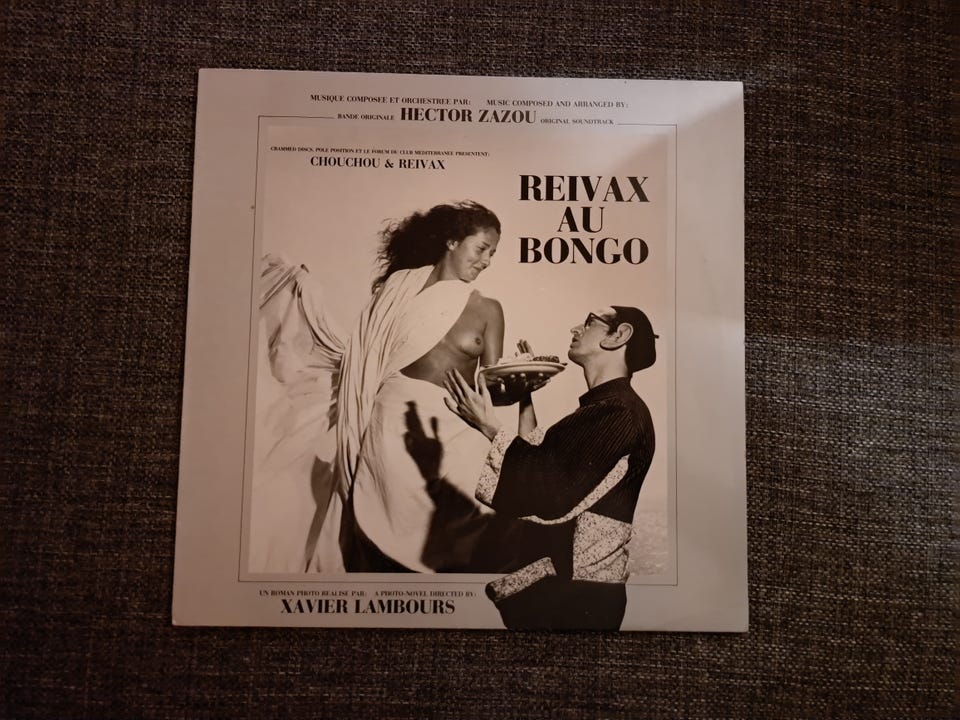 MUSIQUE COMPOSEE ET ORCHESTREE PAR: MUSIC COMPOSED AND ARRANGED BY:
BANDE ORIGINALE HECTOR ZAZOU ORIGINAL SOUNDTRACK
CRAMMED DISCS, POLE POSITION ET LE FORUM DU CLUB MEDITERRANEE PRESENTENT:
CHOUCHOU & REIVAX
REIVAX
AU
BONGO
UN ROMAN PHOTO REALISE PAR: A PHOTO-NOVEL DIRECTED BY:
XAVIER LAMBOURS